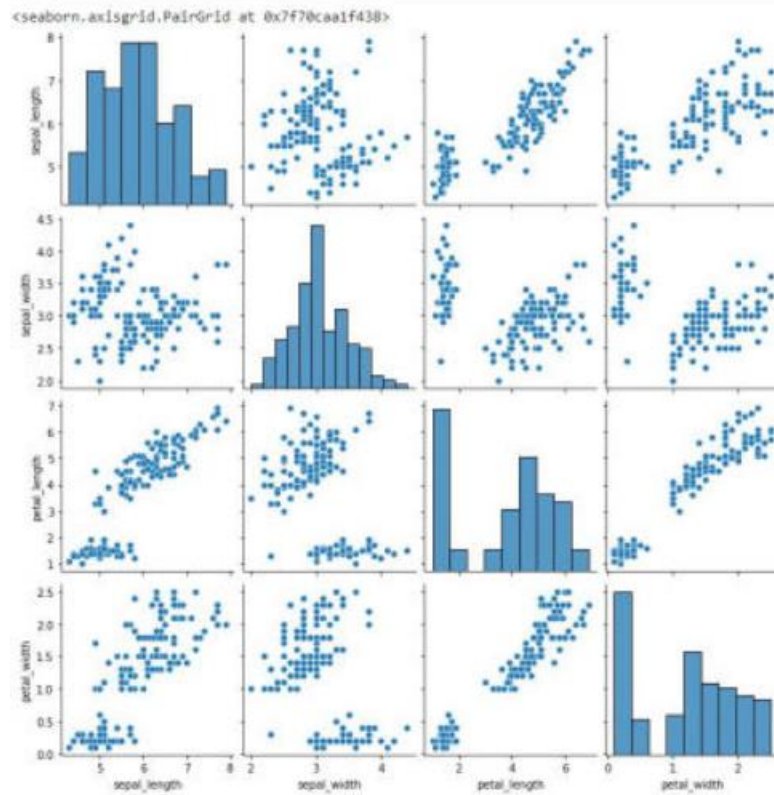 <seaborn.axisgrid.PairGrid at 0x7f70caa1f438>
8
7
6
5
sepal_length
4.5
4.0
3.5
3.0
2.5
2.0
sepal_width
7
6
5
4
3
2
1
petal_length
2.5
2.0
1.5
1.0
0.5
0.0
petal_width
5 6 7 8
2 3 4
2 4 6
0 1 2
sepal_length
sepal_width
petal_length
petal_width